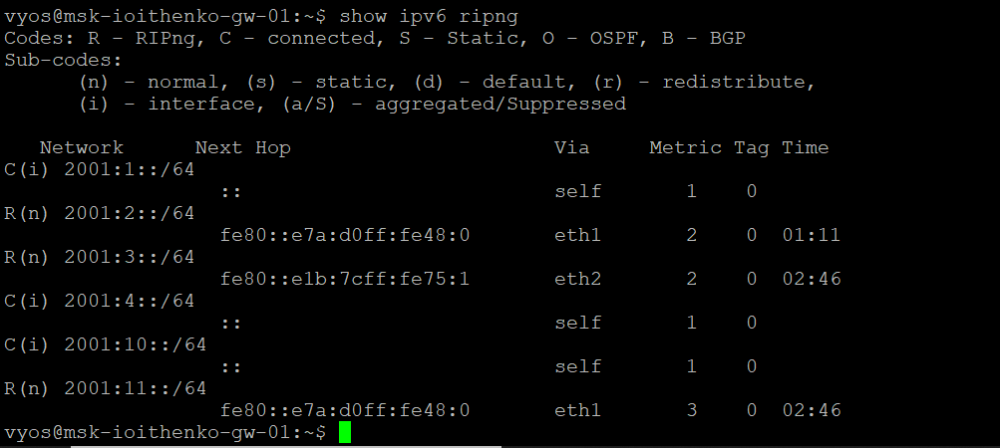 vyos@msk-ioithenko-gw-01:~$ show ipv6 ripng
Codes: R - RIPng, C - connected, S - Static, O - OSPF, B - BGP
Sub-codes:
      (n) - normal, (s) - static, (d) - default, (r) - redistribute,
      (i) - interface, (a/S) - aggregated/Suppressed
   Network      Next Hop                      Via     Metric Tag Time
C(i) 2001:1::/64
                  ::                          self       1    0
R(n) 2001:2::/64
                  fe80::e7a:d0ff:fe48:0       eth1       2    0  01:11
R(n) 2001:3::/64
                  fe80::e1b:7cff:fe75:1       eth2       2    0  02:46
C(i) 2001:4::/64
                  ::                          self       1    0
C(i) 2001:10::/64
                  ::                          self       1    0
R(n) 2001:11::/64
                  fe80::e7a:d0ff:fe48:0       eth1       3    0  02:46
vyos@msk-ioithenko-gw-01:~$